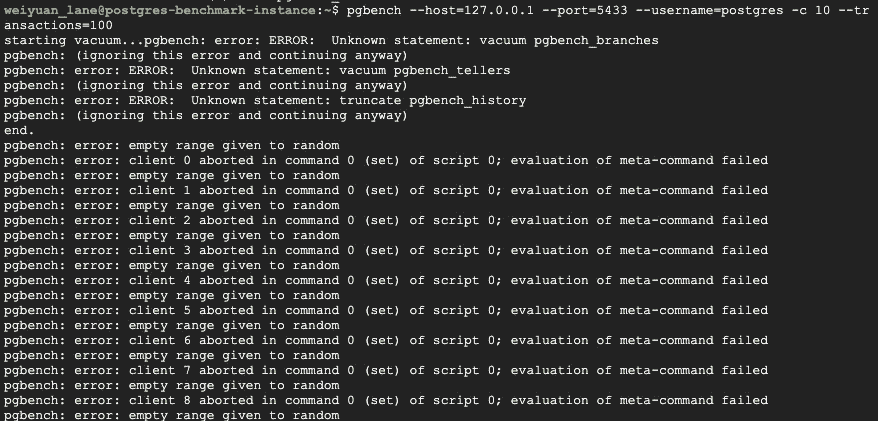 weiyuan_lane@postgres-benchmark-instance:~$ pgbench --host=127.0.0.1 --port=5433 --username=postgres -c 10 --tr
ansactions=100
starting vacuum...pgbench: error: ERROR:  Unknown statement: vacuum pgbench_branches
pgbench: (ignoring this error and continuing anyway)
pgbench: error: ERROR:  Unknown statement: vacuum pgbench_tellers
pgbench: (ignoring this error and continuing anyway)
pgbench: error: ERROR:  Unknown statement: truncate pgbench_history
pgbench: (ignoring this error and continuing anyway)
end.
pgbench: error: empty range given to random
pgbench: error: client 0 aborted in command 0 (set) of script 0; evaluation of meta-command failed
pgbench: error: empty range given to random
pgbench: error: client 1 aborted in command 0 (set) of script 0; evaluation of meta-command failed
pgbench: error: empty range given to random
pgbench: error: client 2 aborted in command 0 (set) of script 0; evaluation of meta-command failed
pgbench: error: empty range given to random
pgbench: error: client 3 aborted in command 0 (set) of script 0; evaluation of meta-command failed
pgbench: error: empty range given to random
pgbench: error: client 4 aborted in command 0 (set) of script 0; evaluation of meta-command failed
pgbench: error: empty range given to random
pgbench: error: client 5 aborted in command 0 (set) of script 0; evaluation of meta-command failed
pgbench: error: empty range given to random
pgbench: error: client 6 aborted in command 0 (set) of script 0; evaluation of meta-command failed
pgbench: error: empty range given to random
pgbench: error: client 7 aborted in command 0 (set) of script 0; evaluation of meta-command failed
pgbench: error: empty range given to random
pgbench: error: client 8 aborted in command 0 (set) of script 0; evaluation of meta-command failed
pgbench: error: empty range given to random